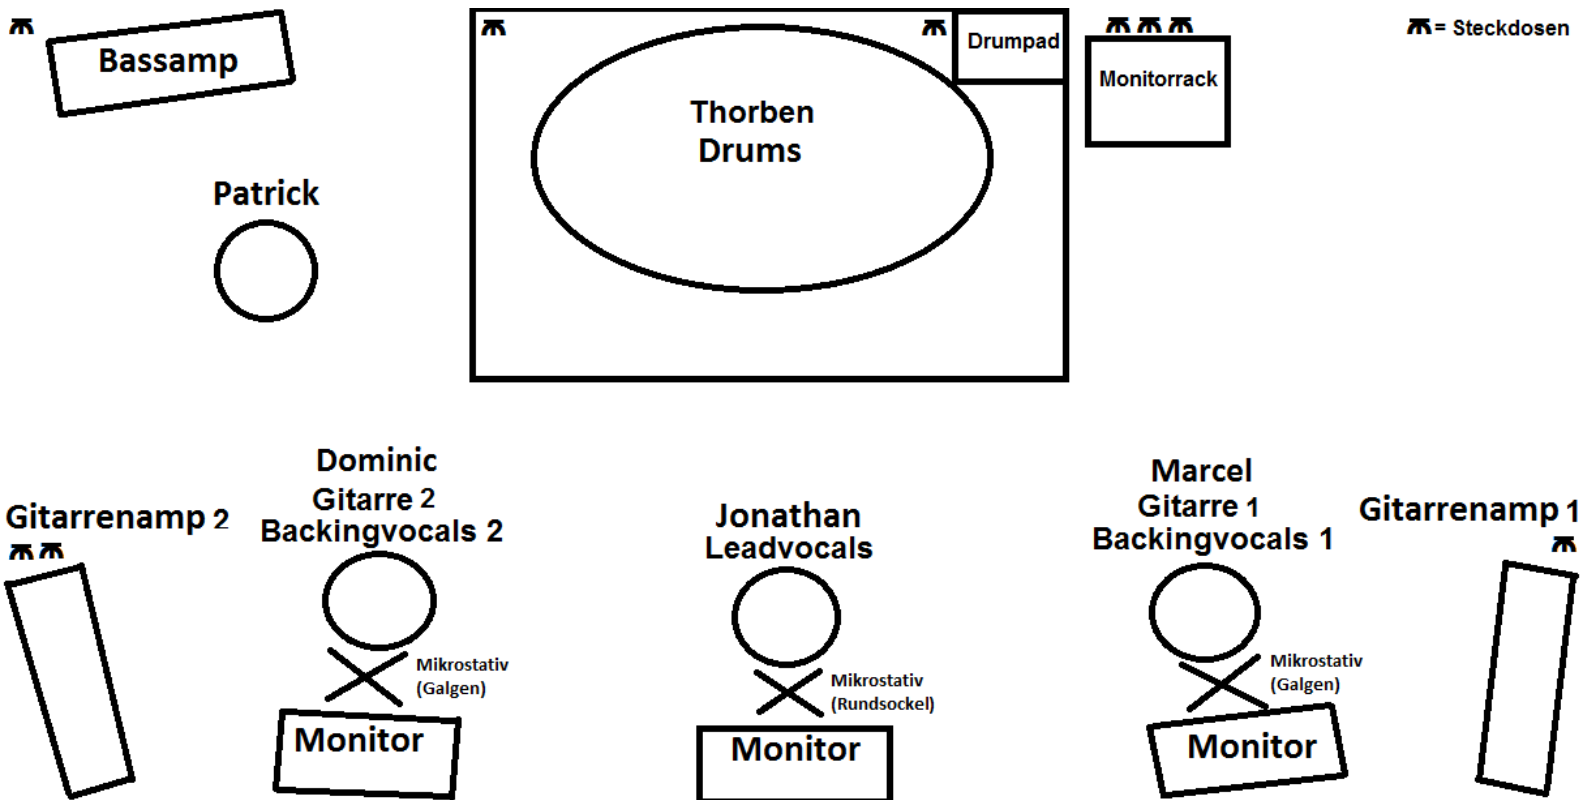 Bassamp
Thorben
Drums
Drumpad
Monitorrack
= Steckdosen
Patrick
Gitarrenamp 2
Dominic
Gitarre 2
Backingvocals 2
Jonathan
Leadvocals
Marcel
Gitarre 1
Backingvocals 1
Gitarrenamp 1
Mikrostativ
(Galgen)
Mikrostativ
(Rundsockel)
Mikrostativ
(Galgen)
Monitor
Monitor
Monitor